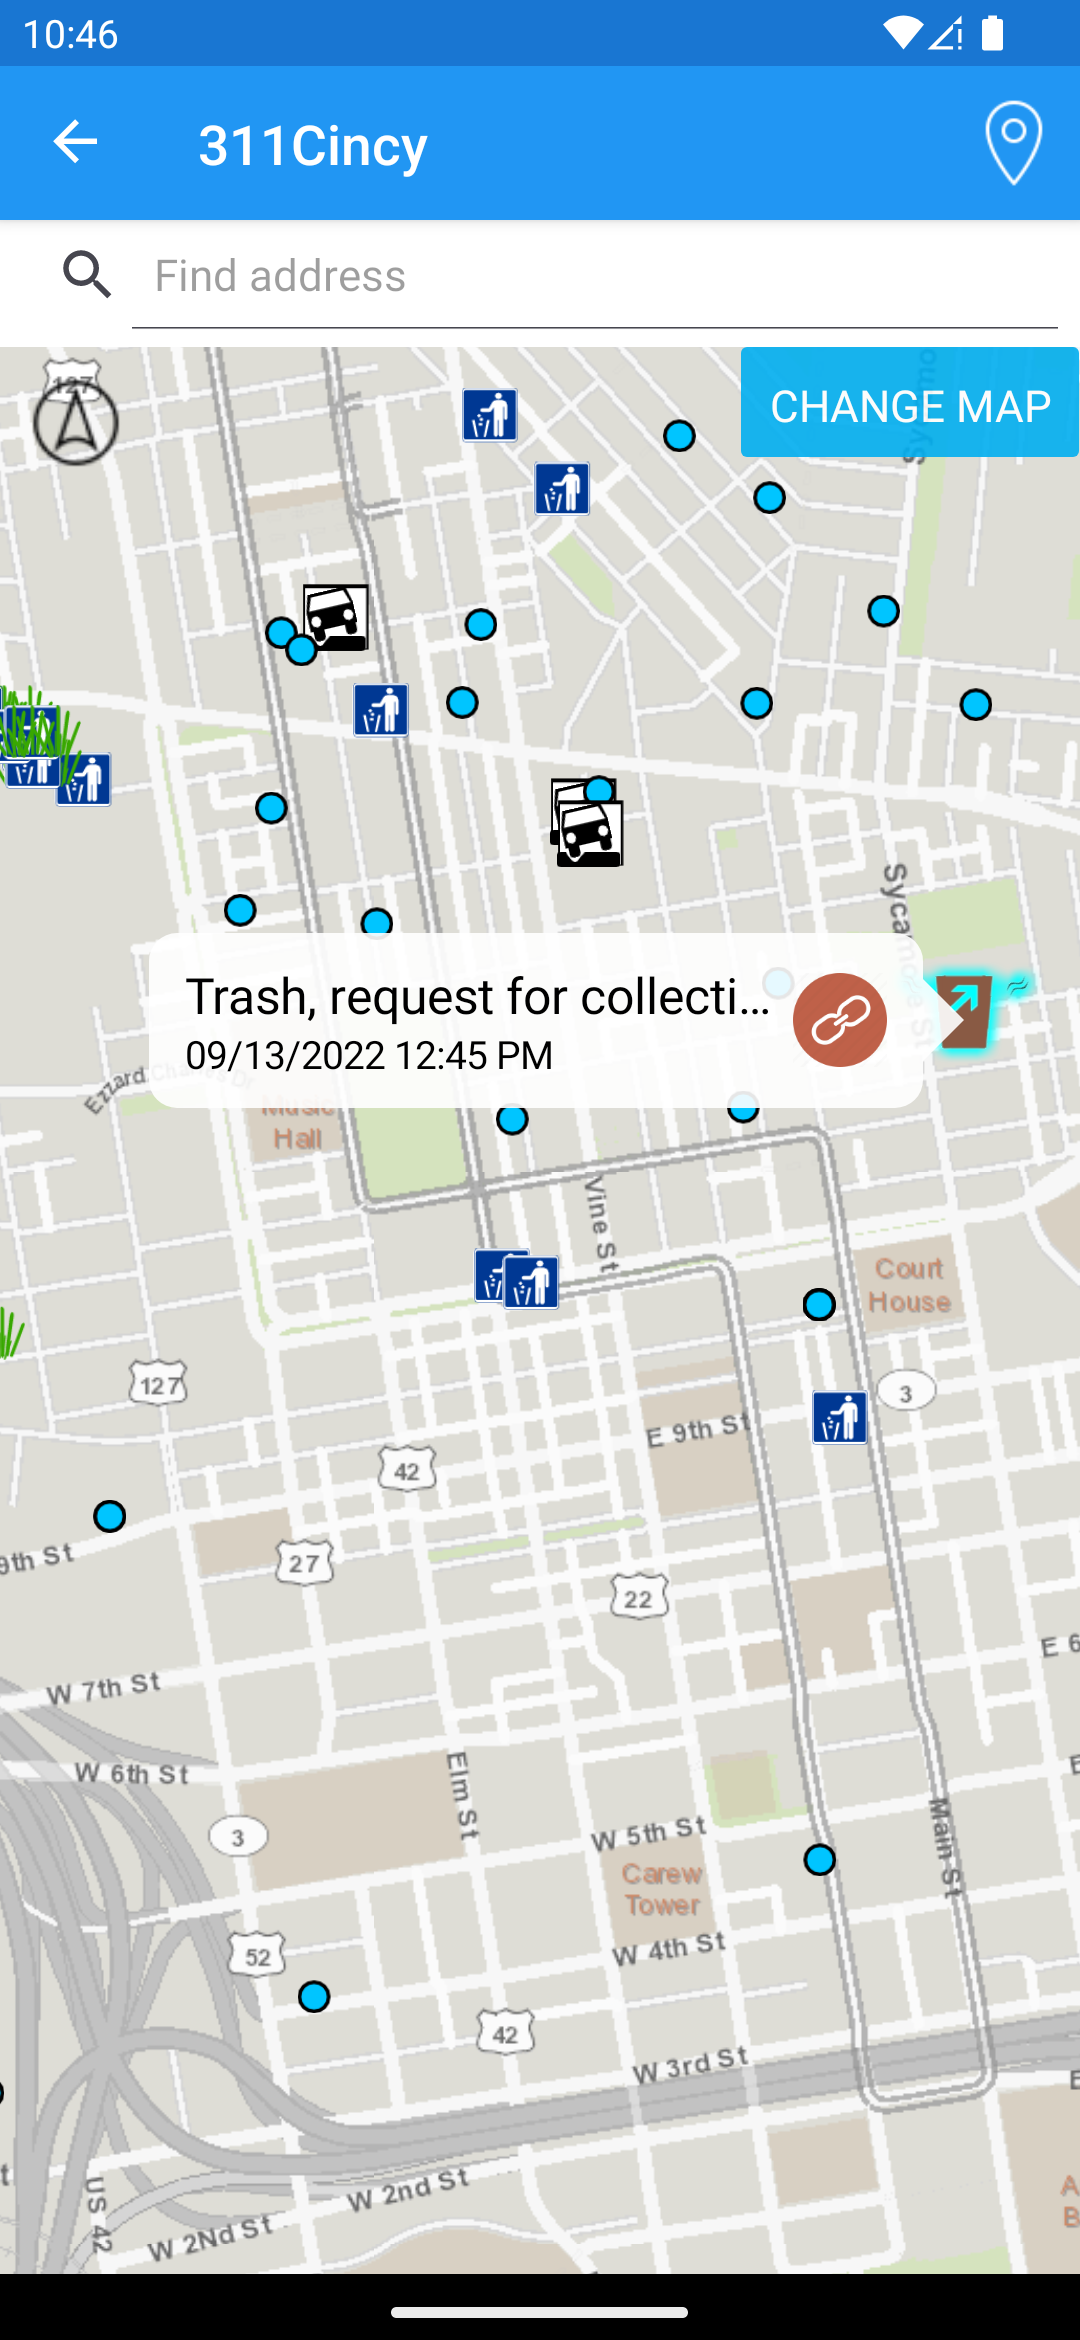 10:46
311Cincy
Find address
127
CHANGE MAP
Trash, request for collecti...
09/13/2022 12:45 PM
Ezzard Charles Dr
Music
Hall
Vine St
Court
House
127
3
E 9th St
42
9th St
27
22
W 7th St
E 6
W 6th St
Elm St
3
W 5th St
Main St
Carew
Tower
W 4th St
52
42
W 3rd St
US 42
W 2nd St
W 2Nd St